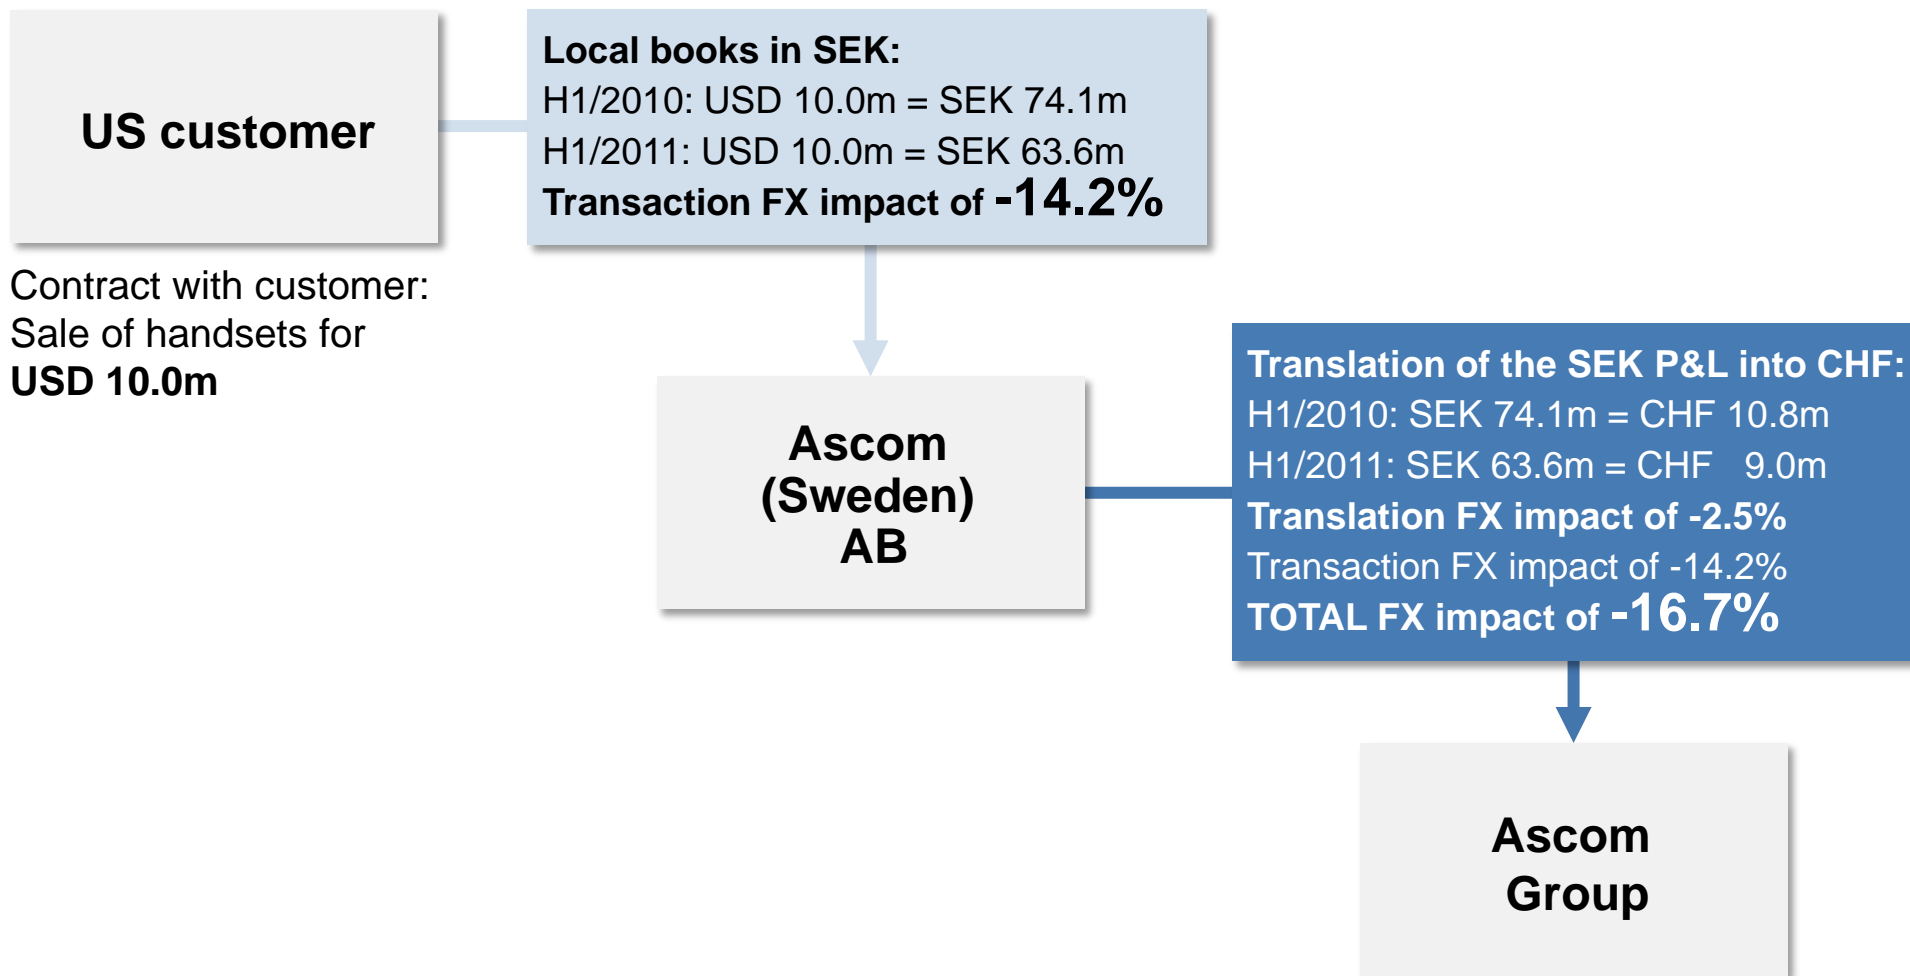 US customer
Contract with customer:
Sale of handsets for
USD 10.0m
Local books in SEK:
H1/2010: USD 10.0m = SEK 74.1m
H1/2011: USD 10.0m = SEK 63.6m
Transaction FX impact of -14.2%
Ascom
(Sweden)
AB
Translation of the SEK P&L into CHF:
H1/2010: SEK 74.1m = CHF 10.8m
H1/2011: SEK 63.6m = CHF 9.0m
Translation FX impact of -2.5%
Transaction FX impact of -14.2%
TOTAL FX impact of -16.7%
Ascom
Group